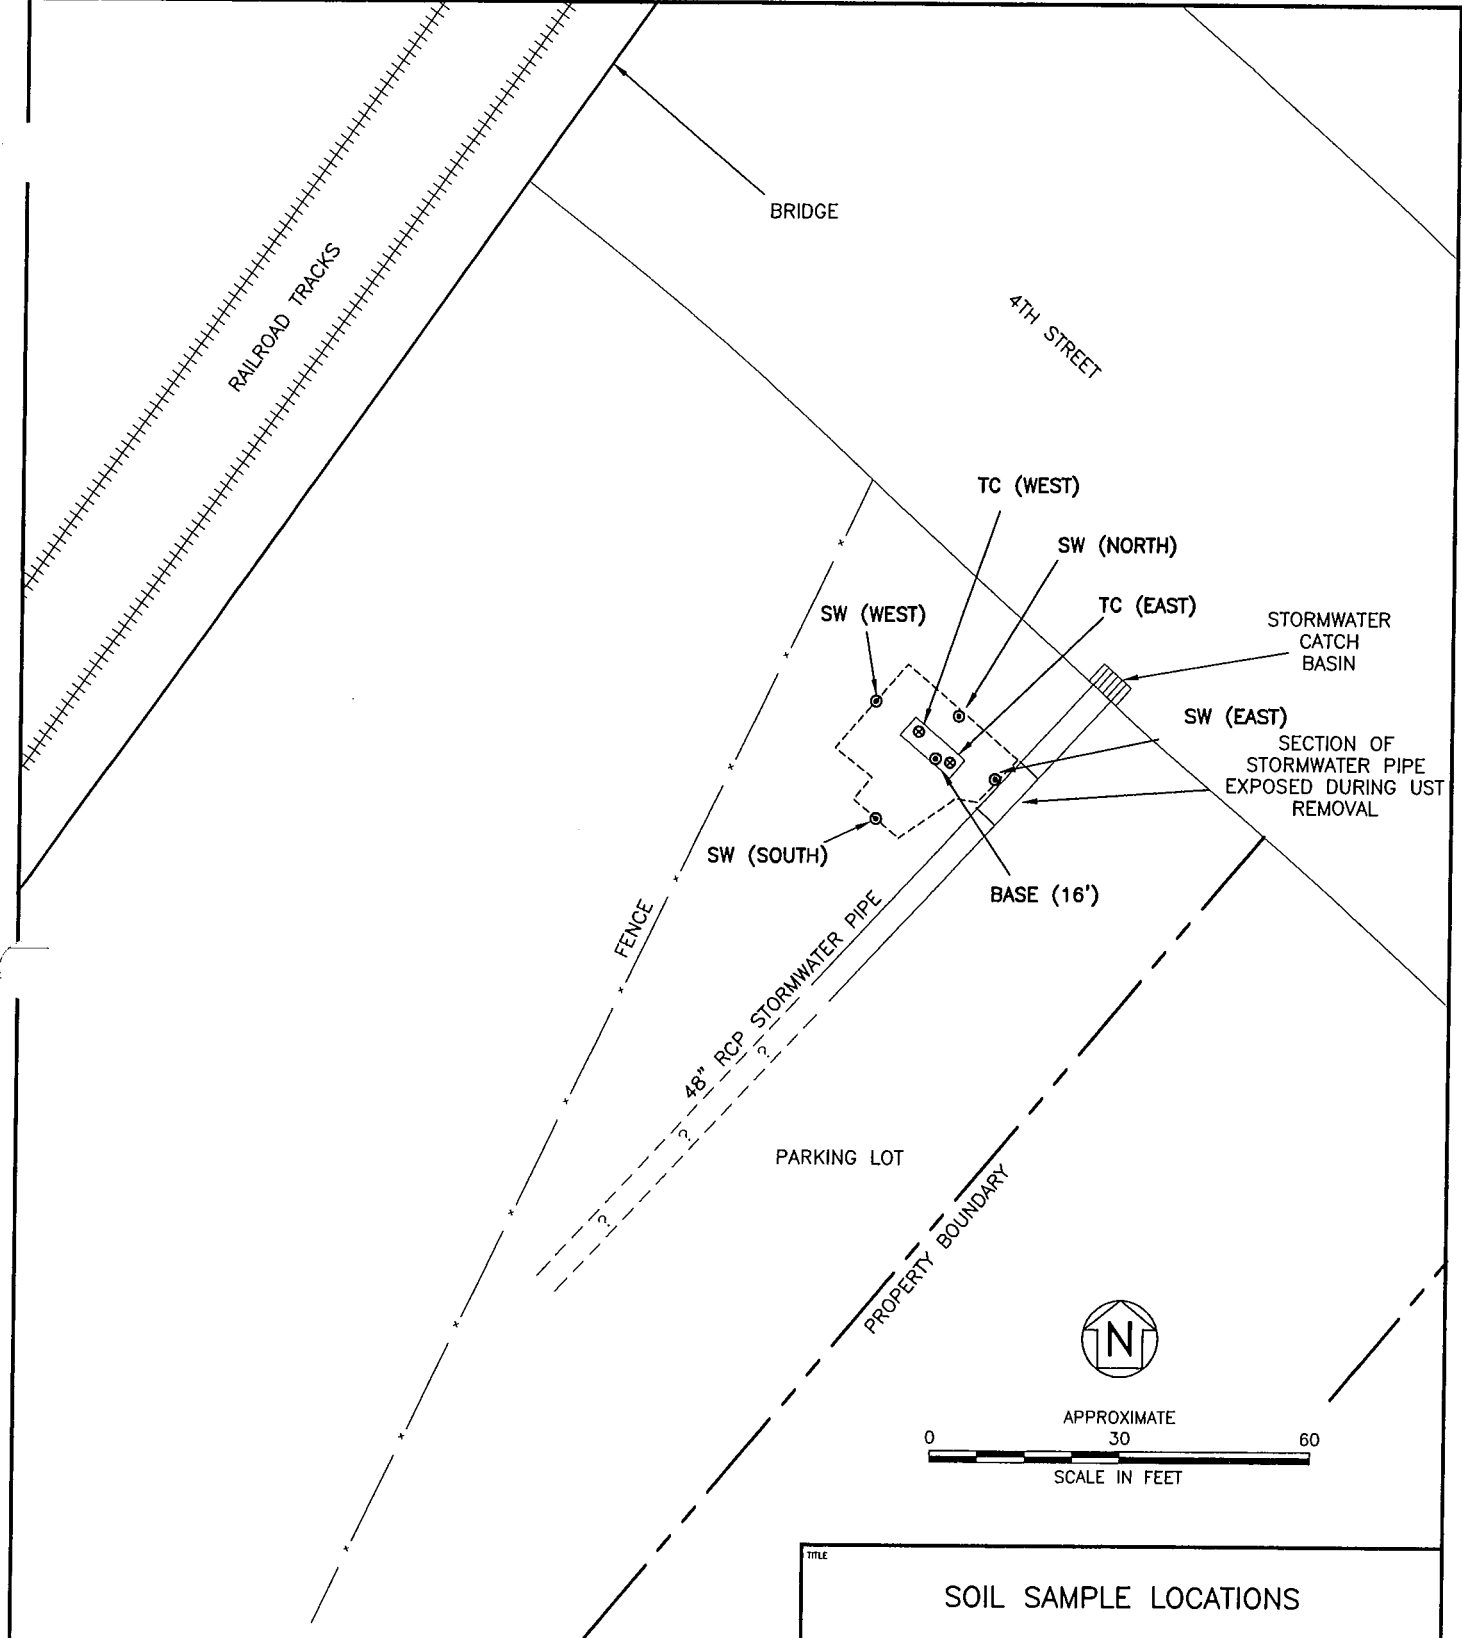 BRIDGE
RAILROAD TRACKS
4TH STREET
TC (WEST)
SW (NORTH)
TC (EAST)
SW (WEST)
STORMWATER
CATCH
BASIN
SW (EAST)
SECTION OF
STORMWATER PIPE
EXPOSED DURING UST
REMOVAL
SW (SOUTH)
BASE (16')
FENCE
48" RCP STORMWATER PIPE
?
?
?
PARKING LOT
PROPERTY BOUNDARY
N
APPROXIMATE
0 30 60
SCALE IN FEET
TITLE
SOIL SAMPLE LOCATIONS